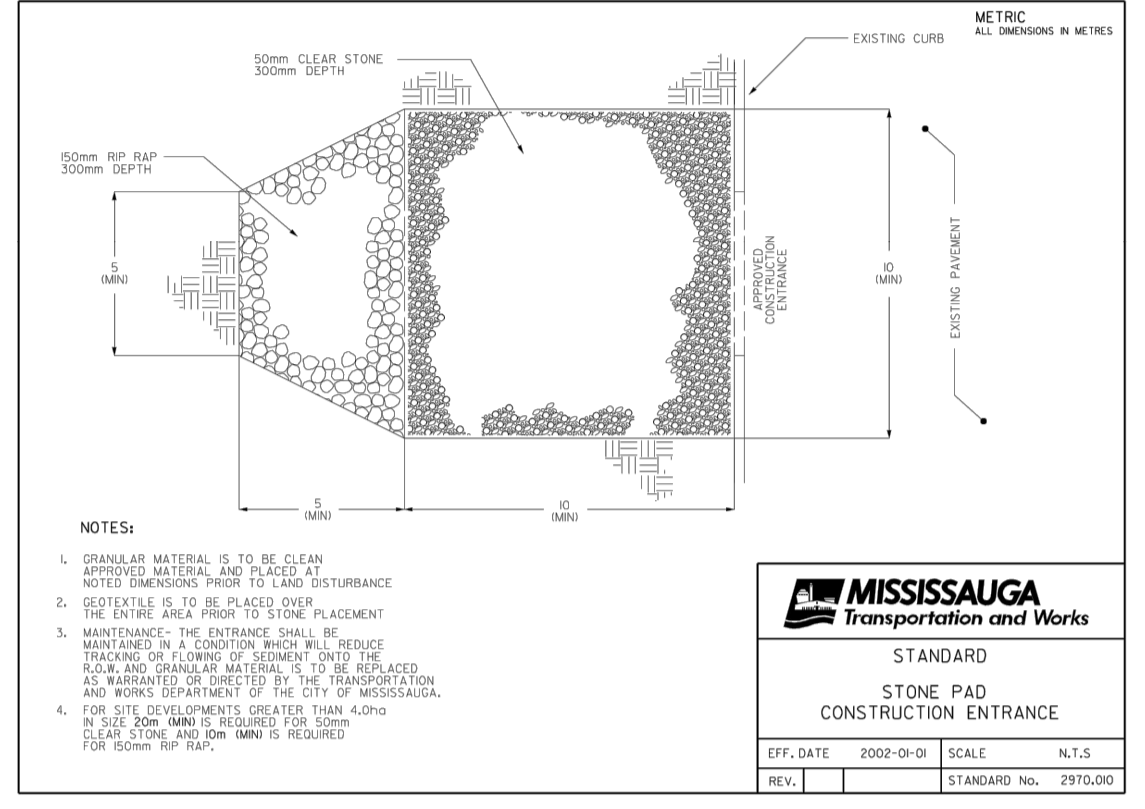 METRIC
ALL DIMENSIONS IN METRES
EXISTING CURB
50mm CLEAR STONE
300mm DEPTH
150mm RIP RAP
300mm DEPTH
5
(MIN)
APPROVED
CONSTRUCTION
ENTRANCE
10
(MIN)
EXISTING PAVEMENT
5
(MIN)
10
(MIN)
NOTES:
1. GRANULAR MATERIAL IS TO BE CLEAN
APPROVED MATERIAL AND PLACED AT
NOTED DIMENSIONS PRIOR TO LAND DISTURBANCE
2. GEOTEXTILE IS TO BE PLACED OVER
THE ENTIRE AREA PRIOR TO STONE PLACEMENT
3. MAINTENANCE- THE ENTRANCE SHALL BE
MAINTAINED IN A CONDITION WHICH WILL REDUCE
TRACKING OR FLOWING OF SEDIMENT ONTO THE
R.O.W. AND GRANULAR MATERIAL IS TO BE REPLACED
AS WARRANTED OR DIRECTED BY THE TRANSPORTATION
AND WORKS DEPARTMENT OF THE CITY OF MISSISSAUGA.
4. FOR SITE DEVELOPMENTS GREATER THAN 4.0ha
IN SIZE 20m (MIN) IS REQUIRED FOR 50mm
CLEAR STONE AND 10m (MIN) IS REQUIRED
FOR 150mm RIP RAP.
MISSISSAUGA
Transportation and Works
STANDARD
STONE PAD
CONSTRUCTION ENTRANCE
EFF. DATE 2002-01-01 SCALE N.T.S
REV. STANDARD No. 2970.010